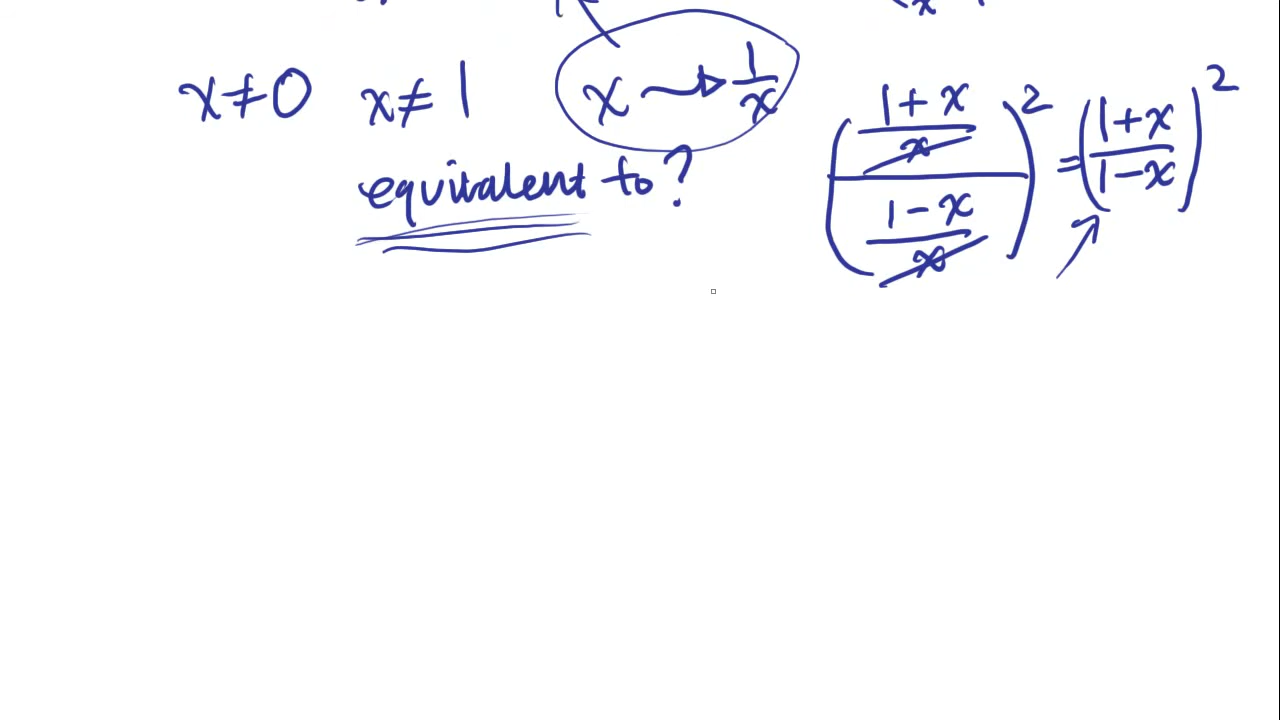 x≠0 x≠1 x → 1/x
equivalent to?
(((1+x)/x)/((1-x)/x))² = ((1+x)/(1-x))²